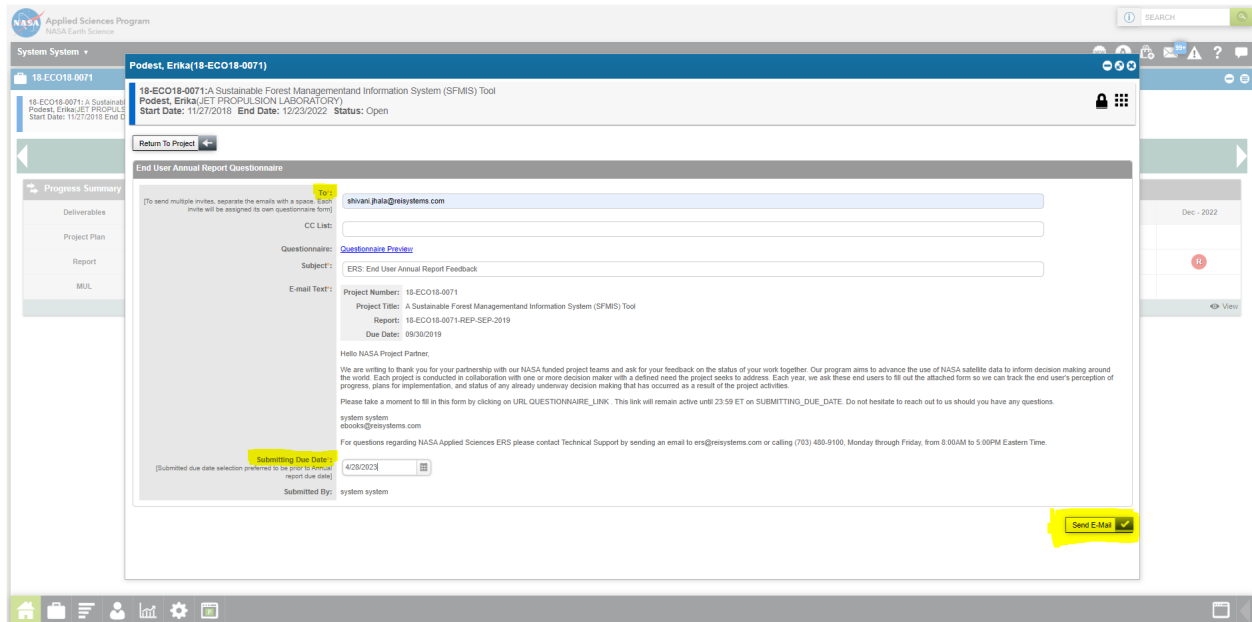 NASA
Applied Sciences Program
NASA Earth Science
SEARCH
System System
99+
?
18-ECO18-0071
18-ECO18-0071: A Sustainabl
Podest, Erika(JET PROPULS
Start Date: 11/27/2018 End D
Podest, Erika(18-ECO18-0071)
18-ECO18-0071:A Sustainable Forest Managementand Information System (SFMIS) Tool
Podest, Erika(JET PROPULSION LABORATORY)
Start Date: 11/27/2018 End Date: 12/23/2022 Status: Open
Return To Project
End User Annual Report Questionnaire
To*:
[To send multiple invites, separate the emails with a space. Each
invite will be assigned its own questionnaire form]
shivani.jhala@reisystems.com
CC List:
Questionnaire: Questionnaire Preview
Subject*: ERS: End User Annual Report Feedback
E-mail Text*:
Project Number: 18-ECO18-0071
Project Title: A Sustainable Forest Managementand Information System (SFMIS) Tool
Report: 18-ECO18-0071-REP-SEP-2019
Due Date: 09/30/2019
Hello NASA Project Partner,
We are writing to thank you for your partnership with our NASA funded project teams and ask for your feedback on the status of your work together. Our program aims to advance the use of NASA satellite data to inform decision making around
the world. Each project is conducted in collaboration with one or more decision maker with a defined need the project seeks to address. Each year, we ask these end users to fill out the attached form so we can track the end user's perception of
progress, plans for implementation, and status of any already underway decision making that has occurred as a result of the project activities.
Please take a moment to fill in this form by clicking on URL QUESTIONNAIRE_LINK . This link will remain active until 23:59 ET on SUBMITTING_DUE_DATE. Do not hesitate to reach out to us should you have any questions.
system system
ebooks@reisystems.com
For questions regarding NASA Applied Sciences ERS please contact Technical Support by sending an email to ers@reisystems.com or calling (703) 480-9100, Monday through Friday, from 8:00AM to 5:00PM Eastern Time.
Submitting Due Date*:
[Submitted due date selection preferred to be prior to Annual
report due date]
4/28/2023
Submitted By: system system
Send E-Mail
Progress Summary
Deliverables
Project Plan
Report
MUL
Dec - 2022
R
View